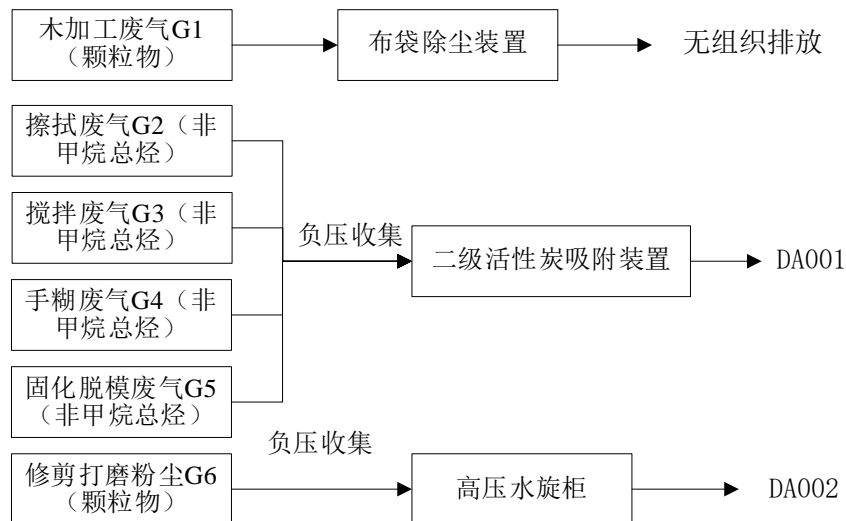 木加工废气G1
（颗粒物）
布袋除尘装置
无组织排放
擦拭废气G2（非
甲烷总烃）
搅拌废气G3（非
甲烷总烃）
负压收集
二级活性炭吸附装置
DA001
手糊废气G4（非
甲烷总烃）
固化脱模废气G5
（非甲烷总烃）
负压收集
修剪打磨粉尘G6
（颗粒物）
高压水旋柜
DA002